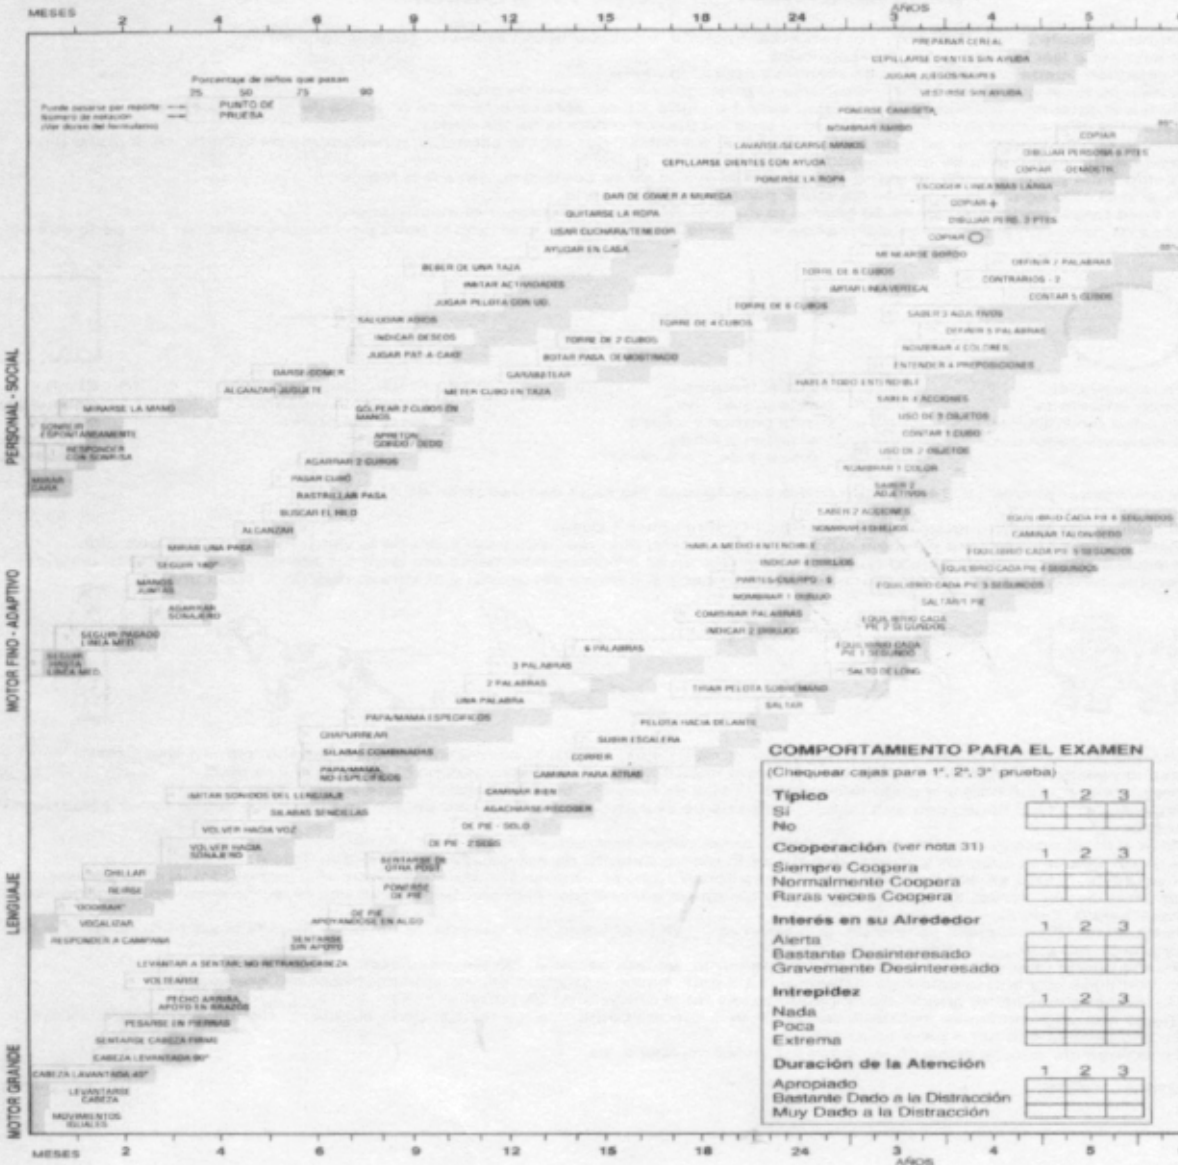 MESES 2 4 6 9 12 15 18 24 AÑOS 3 4 5
Porcentaje de niños que pasan
25 50 75 90
Puede pasarse por reporte
Número de notación
(Ver dorso del formulario)
PUNTO DE
PRUEBA
PERSONAL - SOCIAL
PREPARAR CEREAL
CEPILLARSE DIENTES SIN AYUDA
JUGAR JUEGOS/NAIPES
VESTIRSE SIN AYUDA
PONERSE CAMISETA
NOMBRAR AMIGO
LAVARSE/SECARSE MANOS
CEPILLARSE DIENTES CON AYUDA
PONERSE LA ROPA
DAR DE COMER A MUÑECA
QUITARSE LA ROPA
USAR CUCHARA/TENEDOR
AYUDAR EN CASA
BEBER DE UNA TAZA
IMITAR ACTIVIDADES
JUGAR PELOTA CON UD.
SALUDAR ADIOS
INDICAR DESEOS
JUGAR PAT-A-CAKE
DARSE/COMER
ALCANZAR JUGUETE
MIRARSE LA MANO
SONREIR
ESPONTANEAMENTE
RESPONDER
CON SONRISA
MIRAR
CARA
MOTOR FINO - ADAPTIVO
COPIAR
DIBUJAR PERSONA 6 PTES
COPIAR DEMOSTR.
ESCOGER LINEA MAS LARGA
COPIAR +
DIBUJAR PERS. 3 PTES
COPIAR O
MENEARSE GORDO
TORRE DE 8 CUBOS
IMITAR LINEA VERTICAL
TORRE DE 6 CUBOS
TORRE DE 4 CUBOS
TORRE DE 2 CUBOS
BOTAR PASA, DEMOSTRADO
GARABATEAR
METER CUBO EN TAZA
GOLPEAR 2 CUBOS EN
MANOS
APRETON
GORDO - DEDO
AGARRAR 2 CUBOS
PASAR CUBO
RASTRILLAR PASA
BUSCAR EL HILO
ALCANZAR
MIRAR UNA PASA
SEGUIR 180°
MANOS
JUNTAS
AGARRAR
SONAJERO
SEGUIR PASADO
LINEA MED.
SEGUIR
HASTA
LINEA MED.
LENGUAJE
DEFINIR 7 PALABRAS
CONTRARIOS - 2
CONTAR 5 CUBOS
SABER 3 ADJETIVOS
DEFINIR 5 PALABRAS
NOMBRAR 4 COLORES
ENTENDER 4 PREPOSICIONES
HABLA TODO ENTENDIBLE
SABER 4 ACCIONES
USO DE 3 OBJETOS
CONTAR 1 CUBO
USO DE 2 OBJETOS
NOMBRAR 1 COLOR
SABER 2
ADJETIVOS
SABER 2 ACCIONES
NOMBRAR 4 DIBUJOS
HABLA MEDIO ENTENDIBLE
INDICAR 4 DIBUJOS
PARTES/CUERPO - 6
NOMBRAR 1 DIBUJO
COMBINAR PALABRAS
INDICAR 2 DIBUJOS
6 PALABRAS
3 PALABRAS
2 PALABRAS
UNA PALABRA
PAPA/MAMA ESPECIFICOS
CHAPURREAR
SILABAS COMBINADAS
PAPA/MAMA,
NO ESPECIFICOS
IMITAR SONIDOS DEL LENGUAJE
SILABAS SENCILLAS
VOLVER HACIA VOZ
VOLVER HACIA
SONAJERO
CHILLAR
REIRSE
"OOO/AAA"
VOCALIZAR
RESPONDER A CAMPANA
MOTOR GRANDE
EQUILIBRIO CADA PIE 6 SEGUNDOS
CAMINAR TALON/DEDO
EQUILIBRIO CADA PIE 5 SEGUNDOS
EQUILIBRIO CADA PIE 4 SEGUNDOS
EQUILIBRIO CADA PIE 3 SEGUNDOS
SALTAR/1 PIE
EQUILIBRIO CADA
PIE 2 SEGUNDOS
EQUILIBRIO CADA
PIE 1 SEGUNDO
SALTO DE LONG.
TIRAR PELOTA SOBREMANO
SALTAR
PELOTA HACIA DELANTE
SUBIR ESCALERA
CORRER
CAMINAR PARA ATRAS
CAMINAR BIEN
AGACHARSE/RECOGER
DE PIE - SOLO
DE PIE - 2 SEGS
SENTARSE DE
OTRA POST.
PONERSE
DE PIE
DE PIE
APOYANDOSE EN ALGO
SENTARSE
SIN APOYO
LEVANTAR A SENTAR, NO RETRASO/CABEZA
VOLTEARSE
PECHO ARRIBA,
APOYO EN BRAZOS
PESARSE EN PIERNAS
SENTARSE CABEZA FIRME
CABEZA LEVANTADA 90°
CABEZA LAVANTADA 45°
LEVANTARSE
CABEZA
MOVIMIENTOS
IGUALES
COMPORTAMIENTO PARA EL EXAMEN
(Chequear cajas para 1ª, 2ª, 3ª prueba)
Típico 1 2 3
Sí
No
Cooperación (ver nota 31) 1 2 3
Siempre Coopera
Normalmente Coopera
Raras veces Coopera
Interés en su Alrededor 1 2 3
Alerta
Bastante Desinteresado
Gravemente Desinteresado
Intrepidez 1 2 3
Nada
Poca
Extrema
Duración de la Atención 1 2 3
Apropiado
Bastante Dado a la Distracción
Muy Dado a la Distracción
MESES 2 4 6 9 12 15 18 24 AÑOS 3 4 5